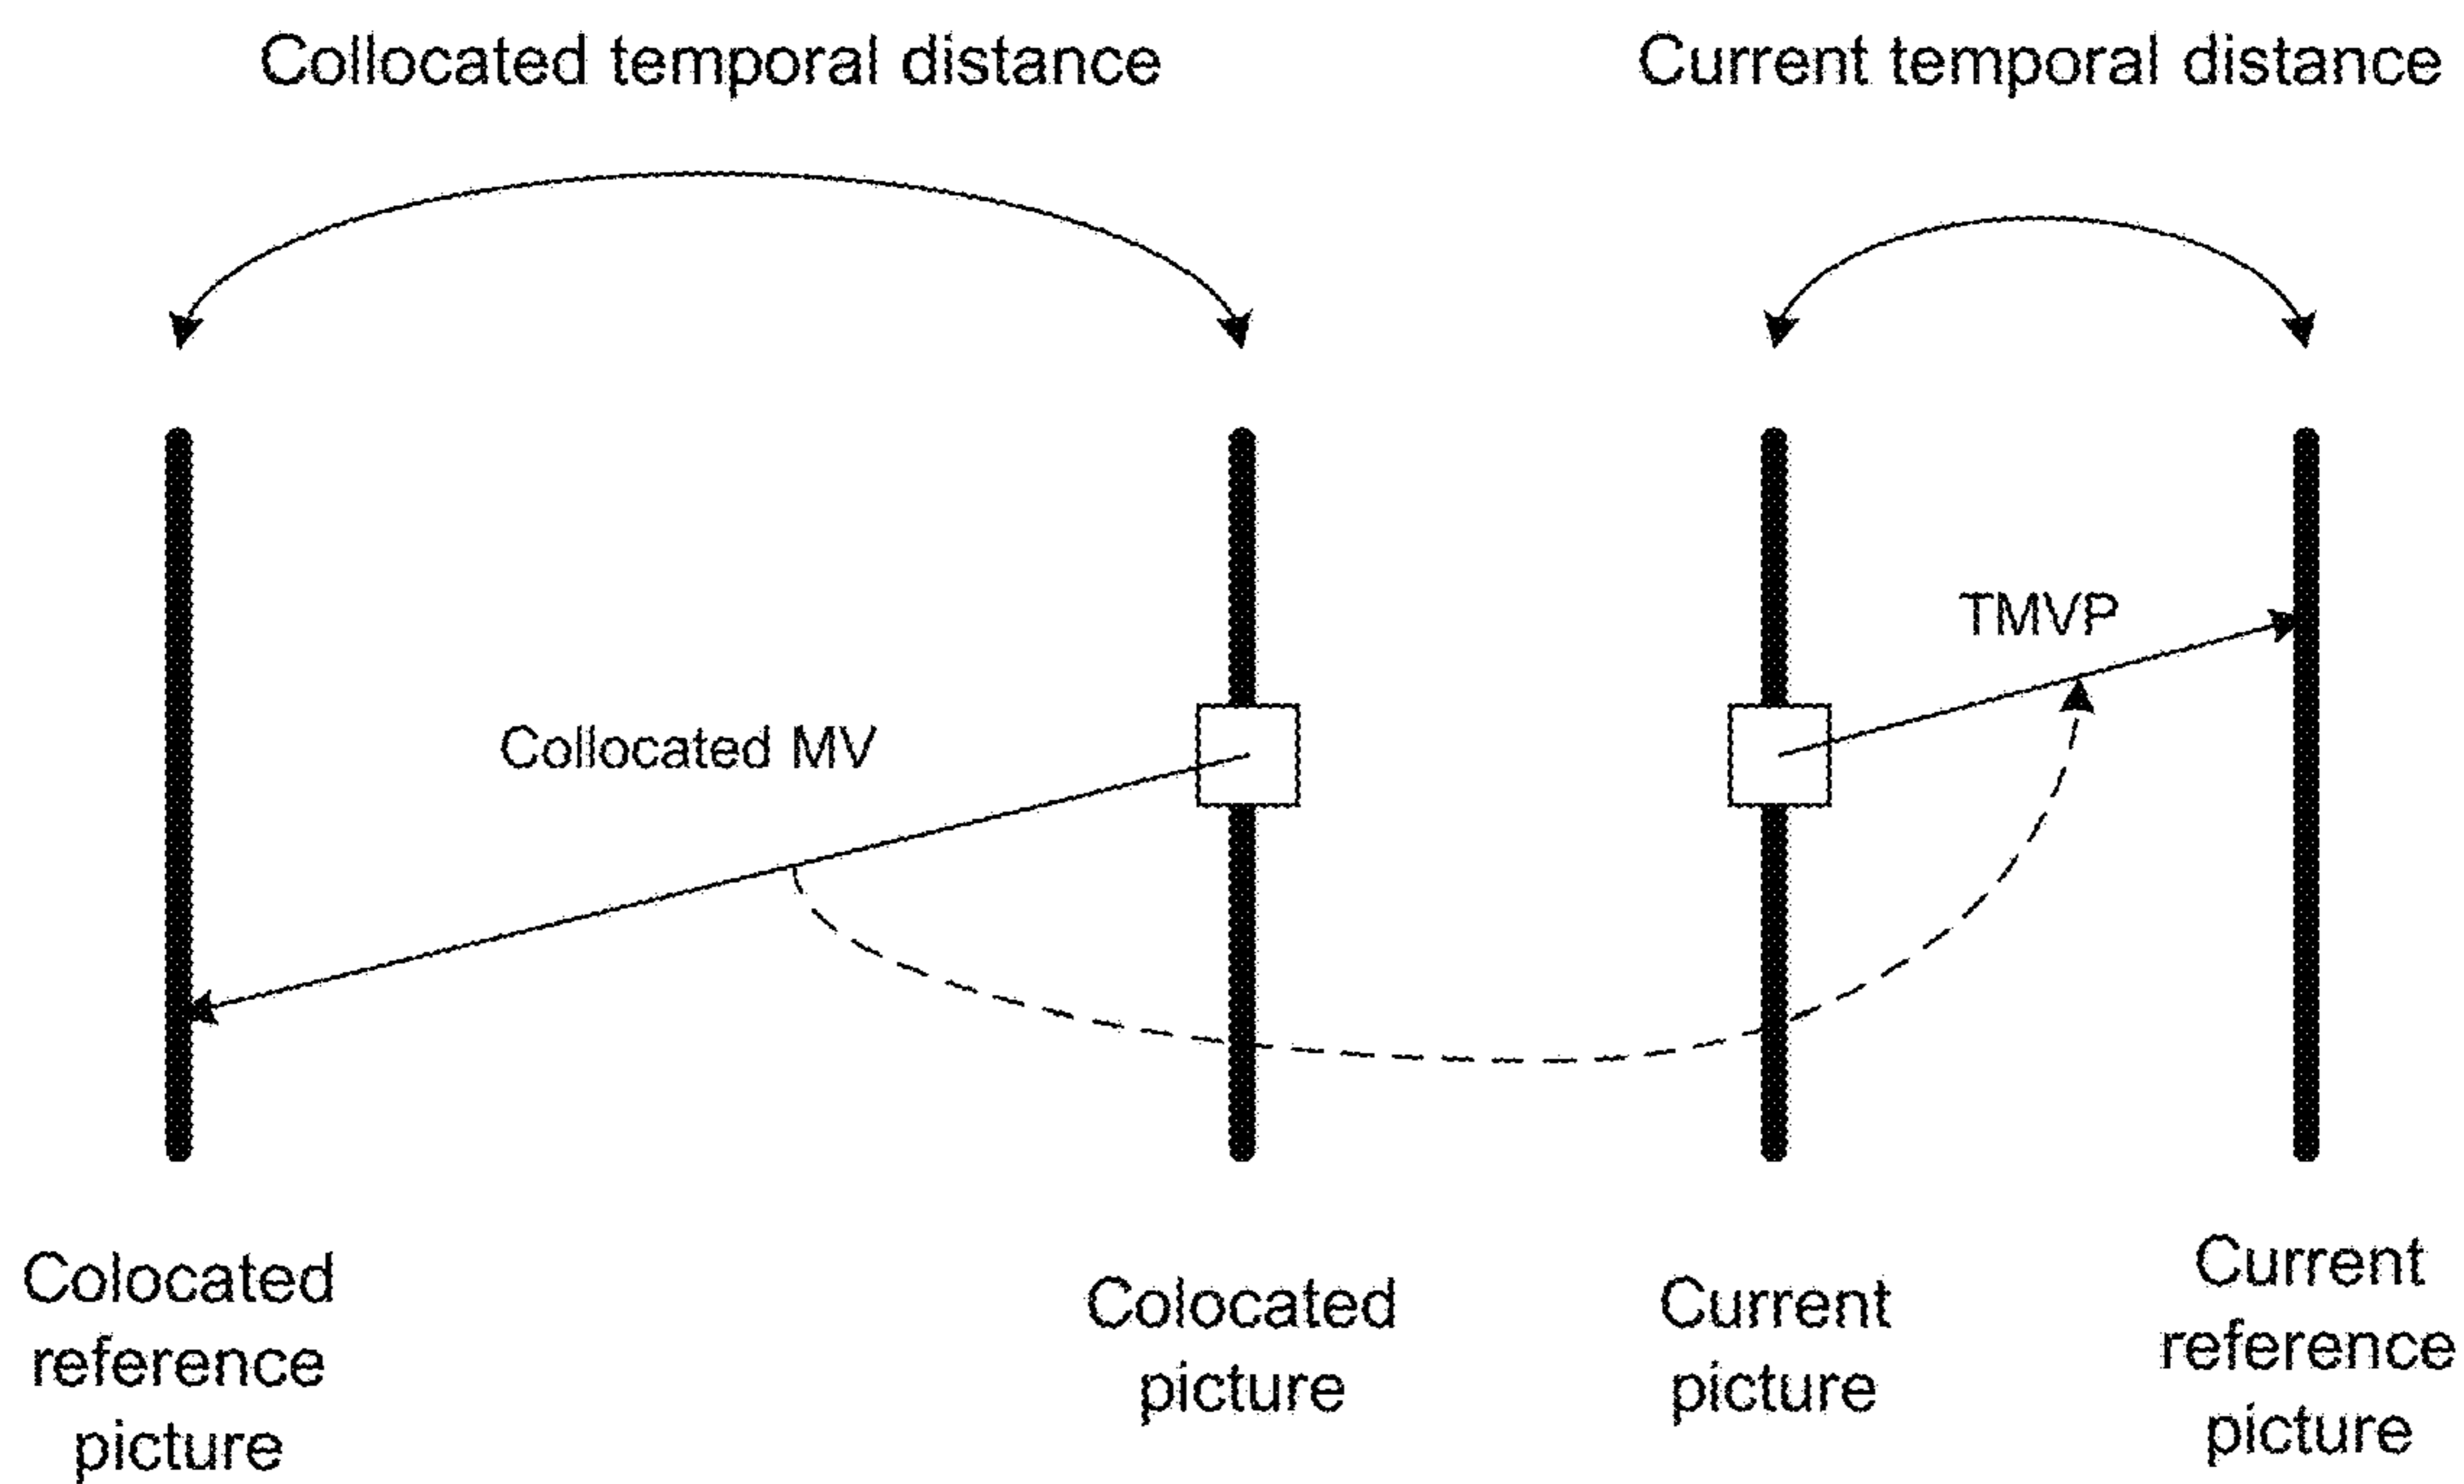 Collocated temporal distance
Current temporal distance
TMVP
Collocated MV
Colocated
reference
picture
Colocated
picture
Current
picture
Current
reference
picture